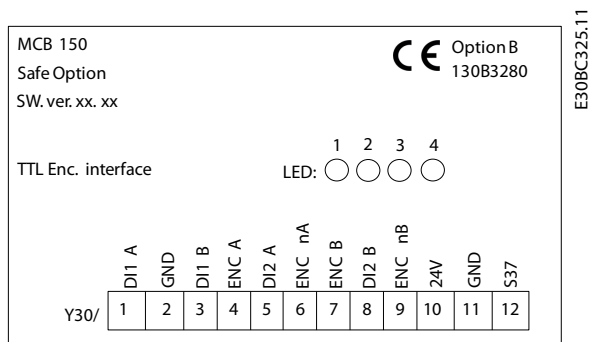 MCB 150
Safe Option
SW. ver. xx. xx
CE Option B
130B3280
E30BC325.11
TTL Enc. interface
1 2 3 4
LED:
DI1 A GND DI1 B ENC A DI2 A ENC nA ENC B DI2 B ENC nB 24V GND S37
Y30/ 1 2 3 4 5 6 7 8 9 10 11 12